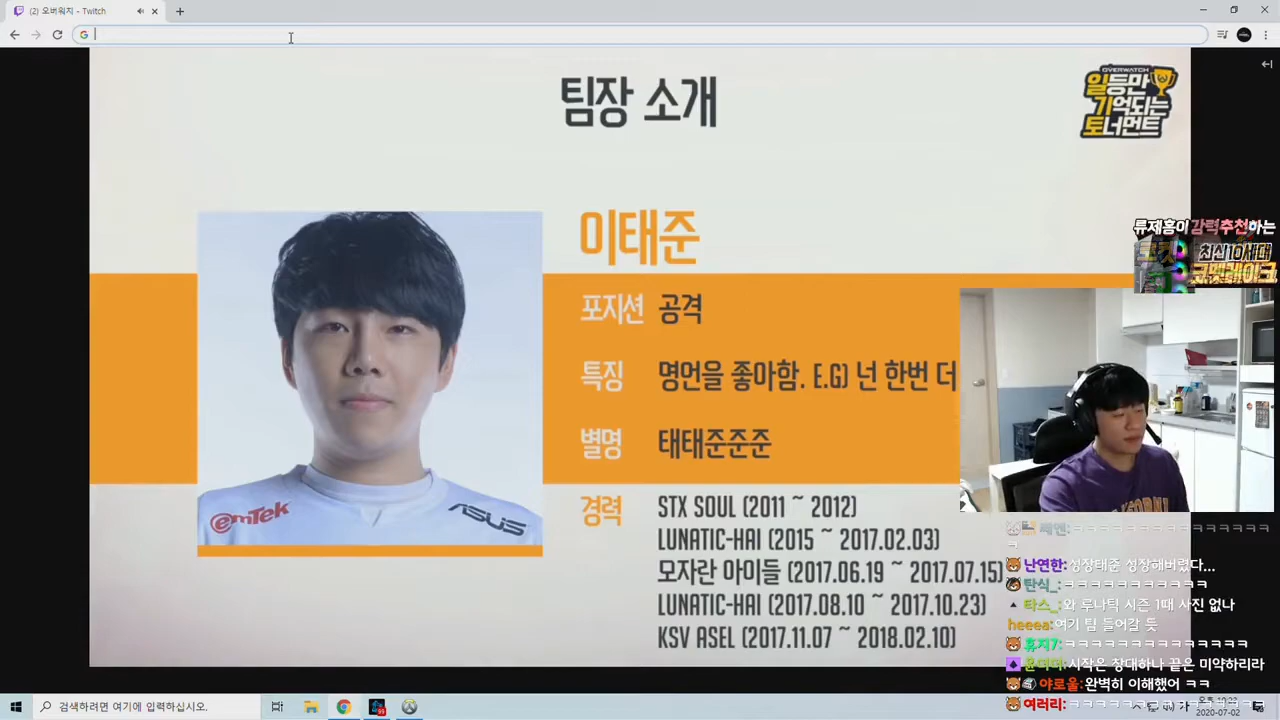 (2) 오버워치 - Twitch
팀장 소개
OVERWATCH
일등만
기억되는
토너먼트
이태준
포지션 공격
특징 명언을 좋아함. E.G) 넌 한번 더
별명 태태준준준
경력 STX SOUL (2011 ~ 2012)
LUNATIC-HAI (2015 ~ 2017.02.03)
모자란 아이들 (2017.06.19 ~ 2017.07.15)
LUNATIC-HAI (2017.08.10 ~ 2017.10.23)
KSV ASEL (2017.11.07 ~ 2018.02.10)
emTek
ASUS
류제홍이강력추천하는
최신10세대
코멧레이크
ㅋㅋㅋㅋㅋㅋㅋㅋㅋㅋㅋㅋㅋㅋ
ㅋ
난연한: 성장태준 성장해버렸다...
탄식_: ㅋㅋㅋㅋㅋㅋㅋㅋㅋㅋㅋ
타스_: 와 루나틱 시즌 1때 사진 없나
heeea: 여기 팀 들어갈 듯
휴지7: ㅋㅋㅋㅋㅋㅋㅋㅋㅋㅋㅋㅋㅋㅋ
시작은 창대하나 끝은 미약하리라
야로울: 완벽히 이해했어 ㅋㅋ
여러리: ㅋㅋㅋㅋㅋㅋㅋㅋㅋㅋㅋㅋㅋㅋㅋ
검색하려면 여기에 입력하십시오.
2020-07-02